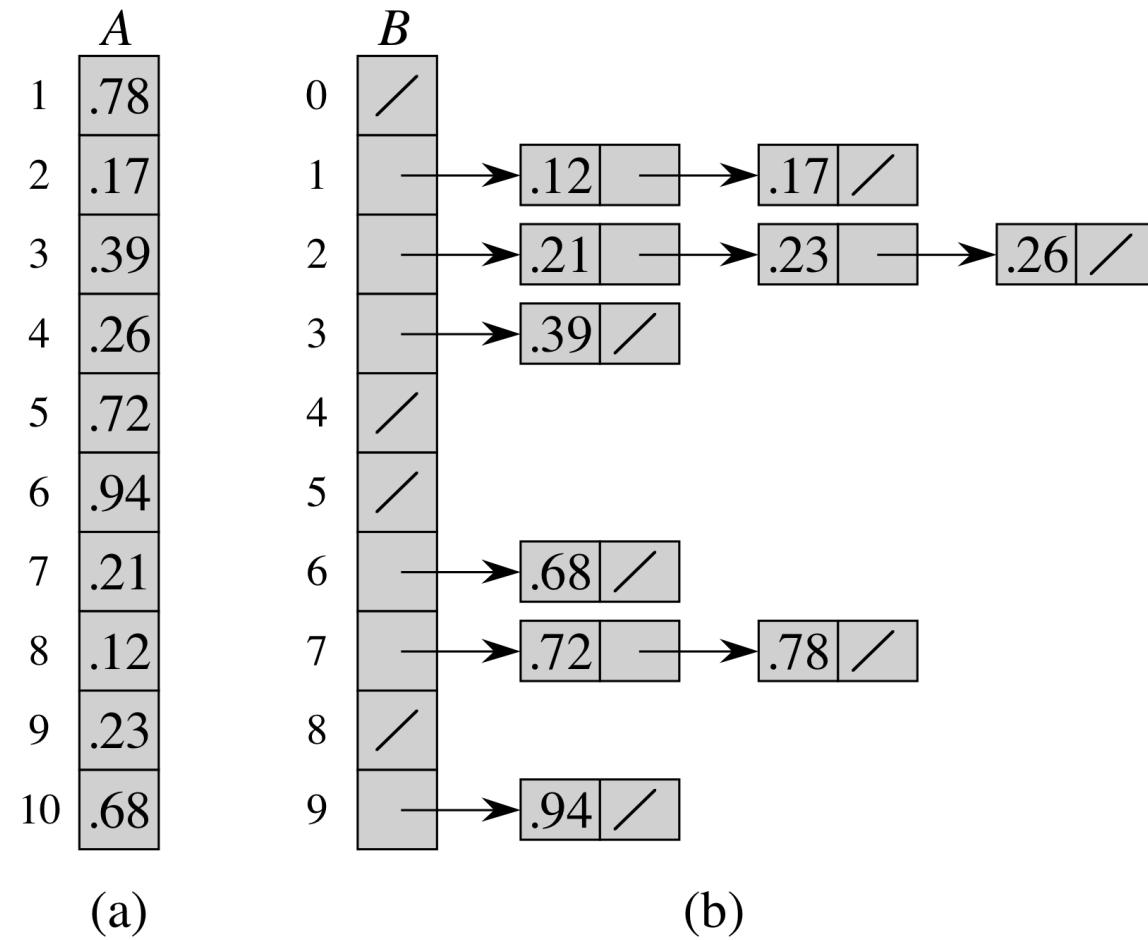 A B
1 .78 0
2 .17 1 .12 .17
3 .39 2 .21 .23 .26
4 .26 3 .39
5 .72 4
6 .94 5
7 .21 6 .68
8 .12 7 .72 .78
9 .23 8
10 .68 9 .94
(a) (b)